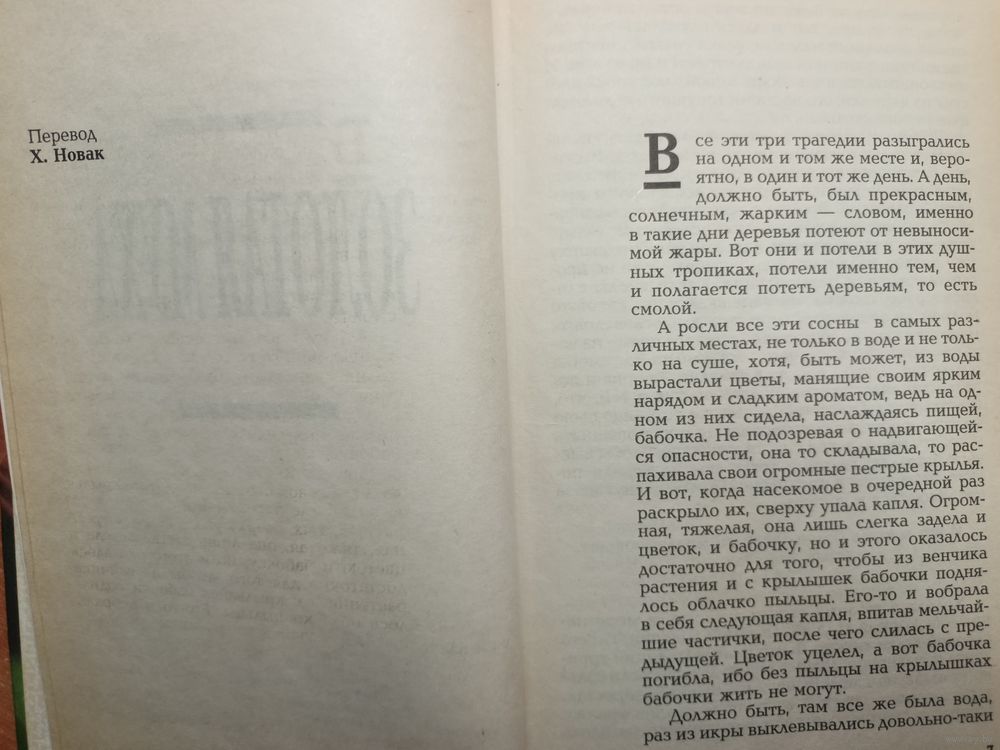 Перевод
Х. Новак
Все эти три трагедии разыгрались
на одном и том же месте и, веро-
ятно, в один и тот же день. А день,
должно быть, был прекрасным,
солнечным, жарким — словом, именно
в такие дни деревья потеют от невыноси-
мой жары. Вот они и потели в этих душ-
ных тропиках, потели именно тем, чем
и полагается потеть деревьям, то есть
смолой.
А росли все эти сосны в самых раз-
личных местах, не только в воде и не толь-
ко на суше, хотя, быть может, из воды
вырастали цветы, манящие своим ярким
нарядом и сладким ароматом, ведь на од-
ном из них сидела, наслаждаясь пищей,
бабочка. Не подозревая о надвигающей-
ся опасности, она то складывала, то рас-
пахивала свои огромные пестрые крылья.
И вот, когда насекомое в очередной раз
раскрыло их, сверху упала капля. Огром-
ная, тяжелая, она лишь слегка задела и
цветок, и бабочку, но и этого оказалось
достаточно для того, чтобы из венчика
растения и с крылышек бабочки подня-
лось облачко пыльцы. Его-то и вобрала
в себя следующая капля, впитав мельчай-
шие частички, после чего слилась с пре-
дыдущей. Цветок уцелел, а вот бабочка
погибла, ибо без пыльцы на крылышках
бабочки жить не могут.
Должно быть, там все же была вода,
раз из икры выклевывались довольно-таки